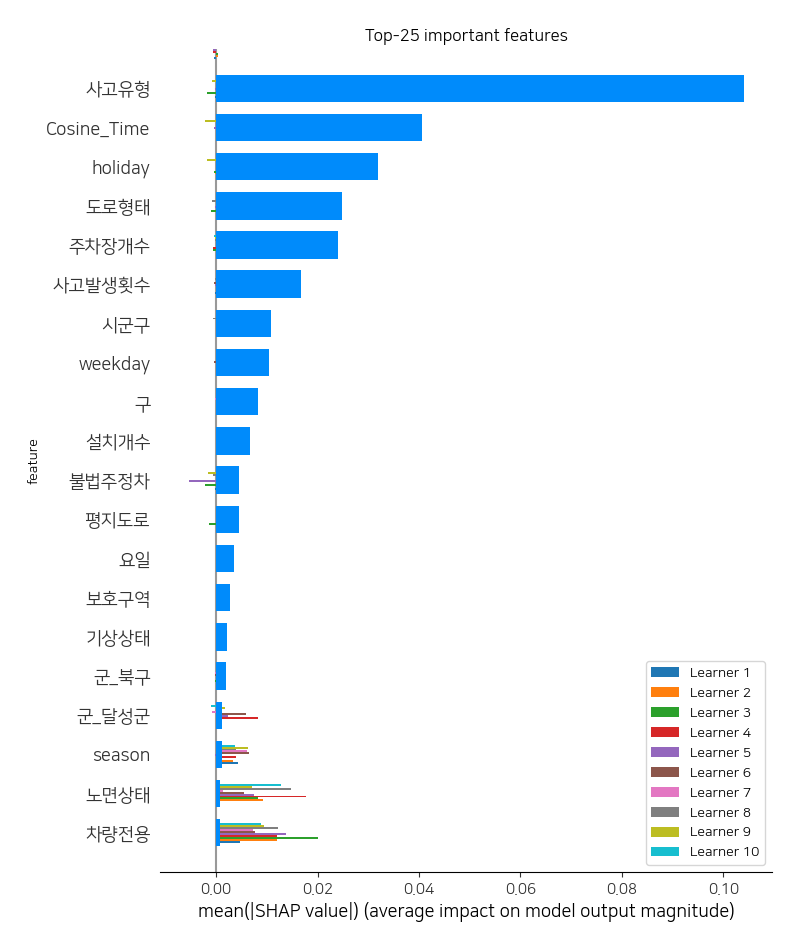 Top-25 important features
사고유형
Cosine_Time
holiday
도로형태
주차장개수
사고발생횟수
시군구
weekday
구
설치개수
불법주정차
평지도로
요일
보호구역
기상상태
군_북구
군_달성군
season
노면상태
차량전용
feature
Learner 1
Learner 2
Learner 3
Learner 4
Learner 5
Learner 6
Learner 7
Learner 8
Learner 9
Learner 10
0.00 0.02 0.04 0.06 0.08 0.10
mean(|SHAP value|) (average impact on model output magnitude)